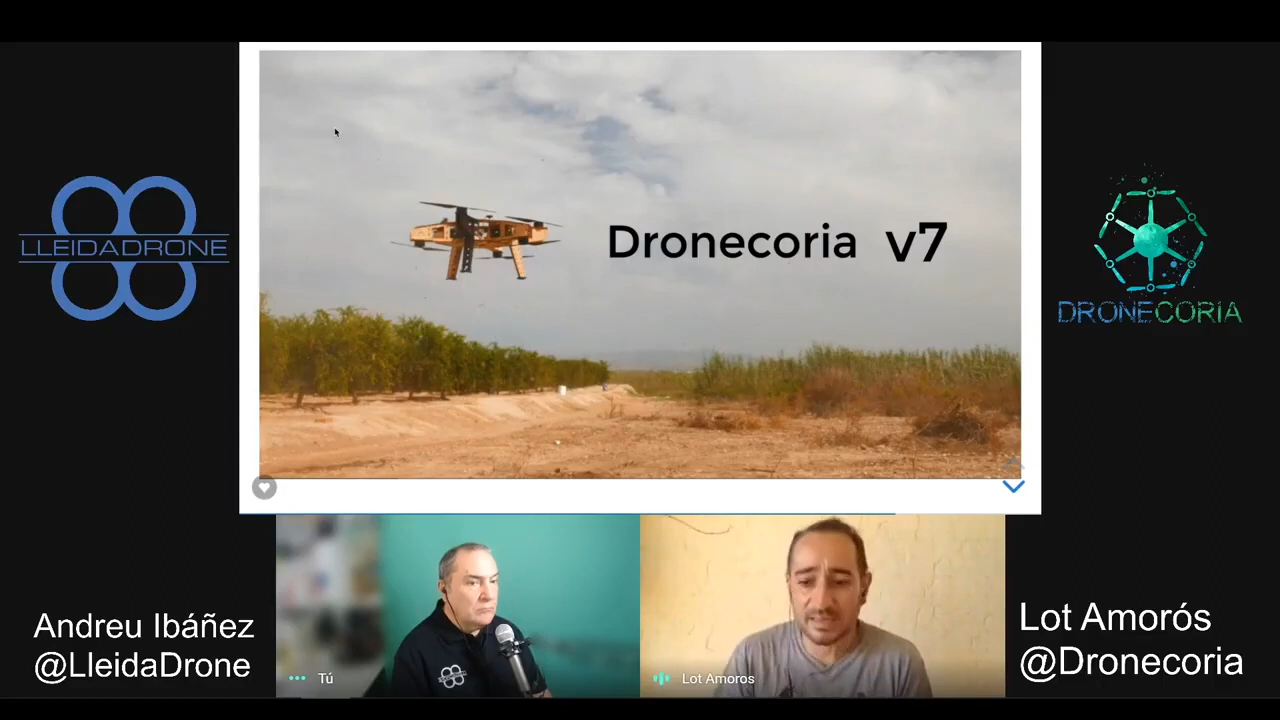 Dronecoria v7
LLEIDADRONE
DRONECORIA
Andreu Ibáñez
@LleidaDrone
Tú
Lot Amoros
Lot Amorós
@Dronecoria